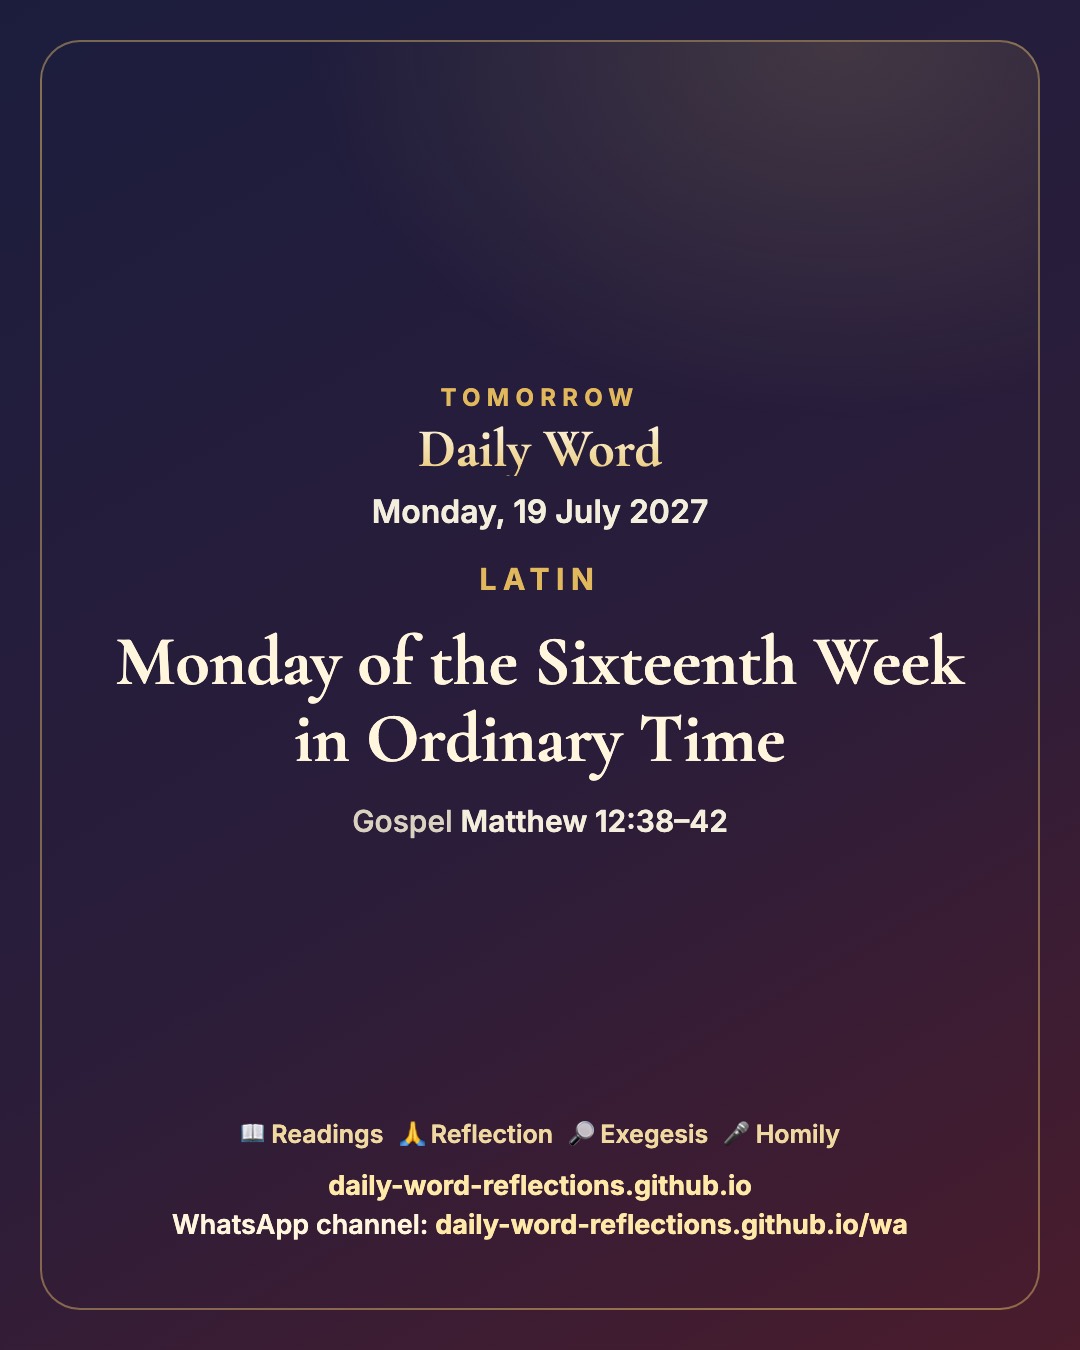 TOMORROW
Daily Word
Monday, 19 July 2027
LATIN
Monday of the Sixteenth Week
in Ordinary Time
Gospel Matthew 12:38–42
📖 Readings 🙏 Reflection 🔎 Exegesis 🎤 Homily
daily-word-reflections.github.io
WhatsApp channel: daily-word-reflections.github.io/wa